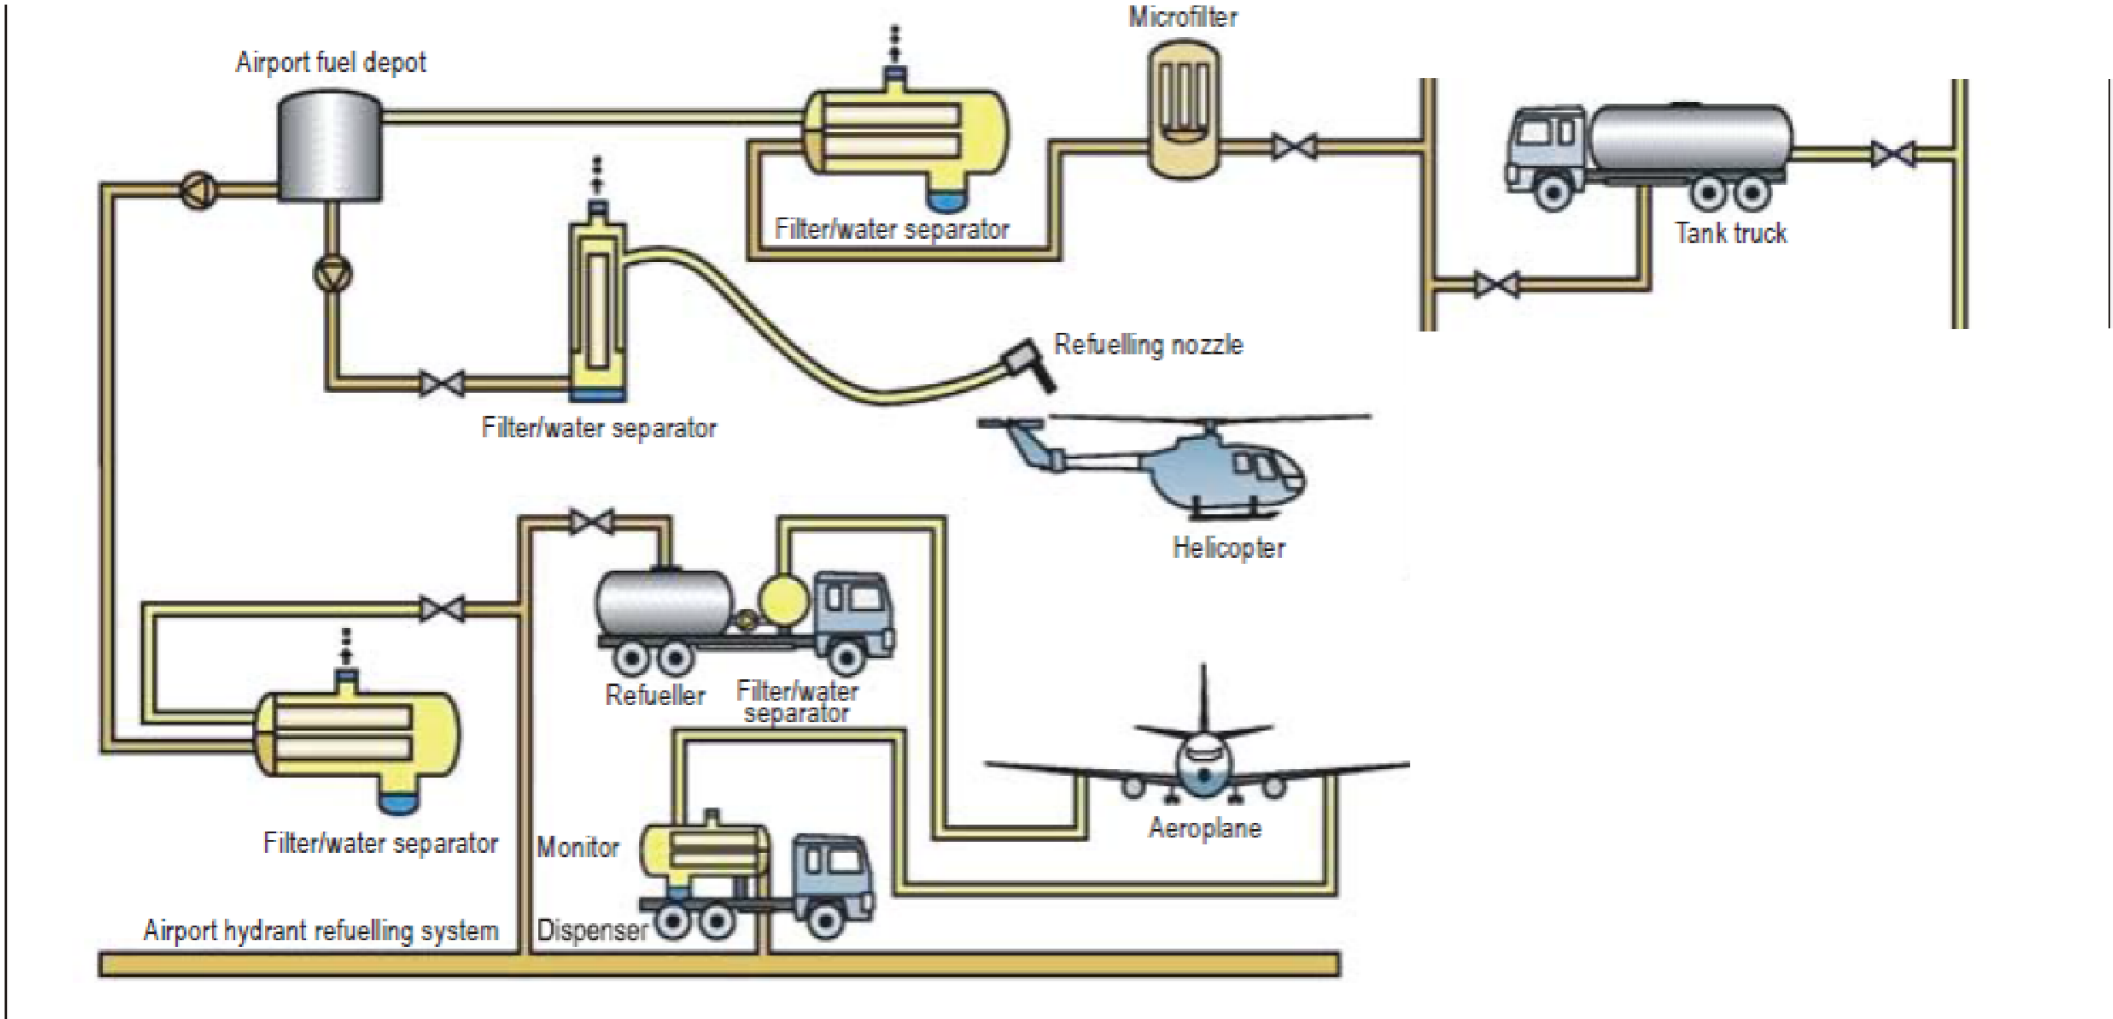 Microfilter
Airport fuel depot
Filter/water separator
Tank truck
Refuelling nozzle
Filter/water separator
Helicopter
Refueller
Filter/water
separator
Aeroplane
Filter/water separator
Monitor
Airport hydrant refuelling system
Dispenser